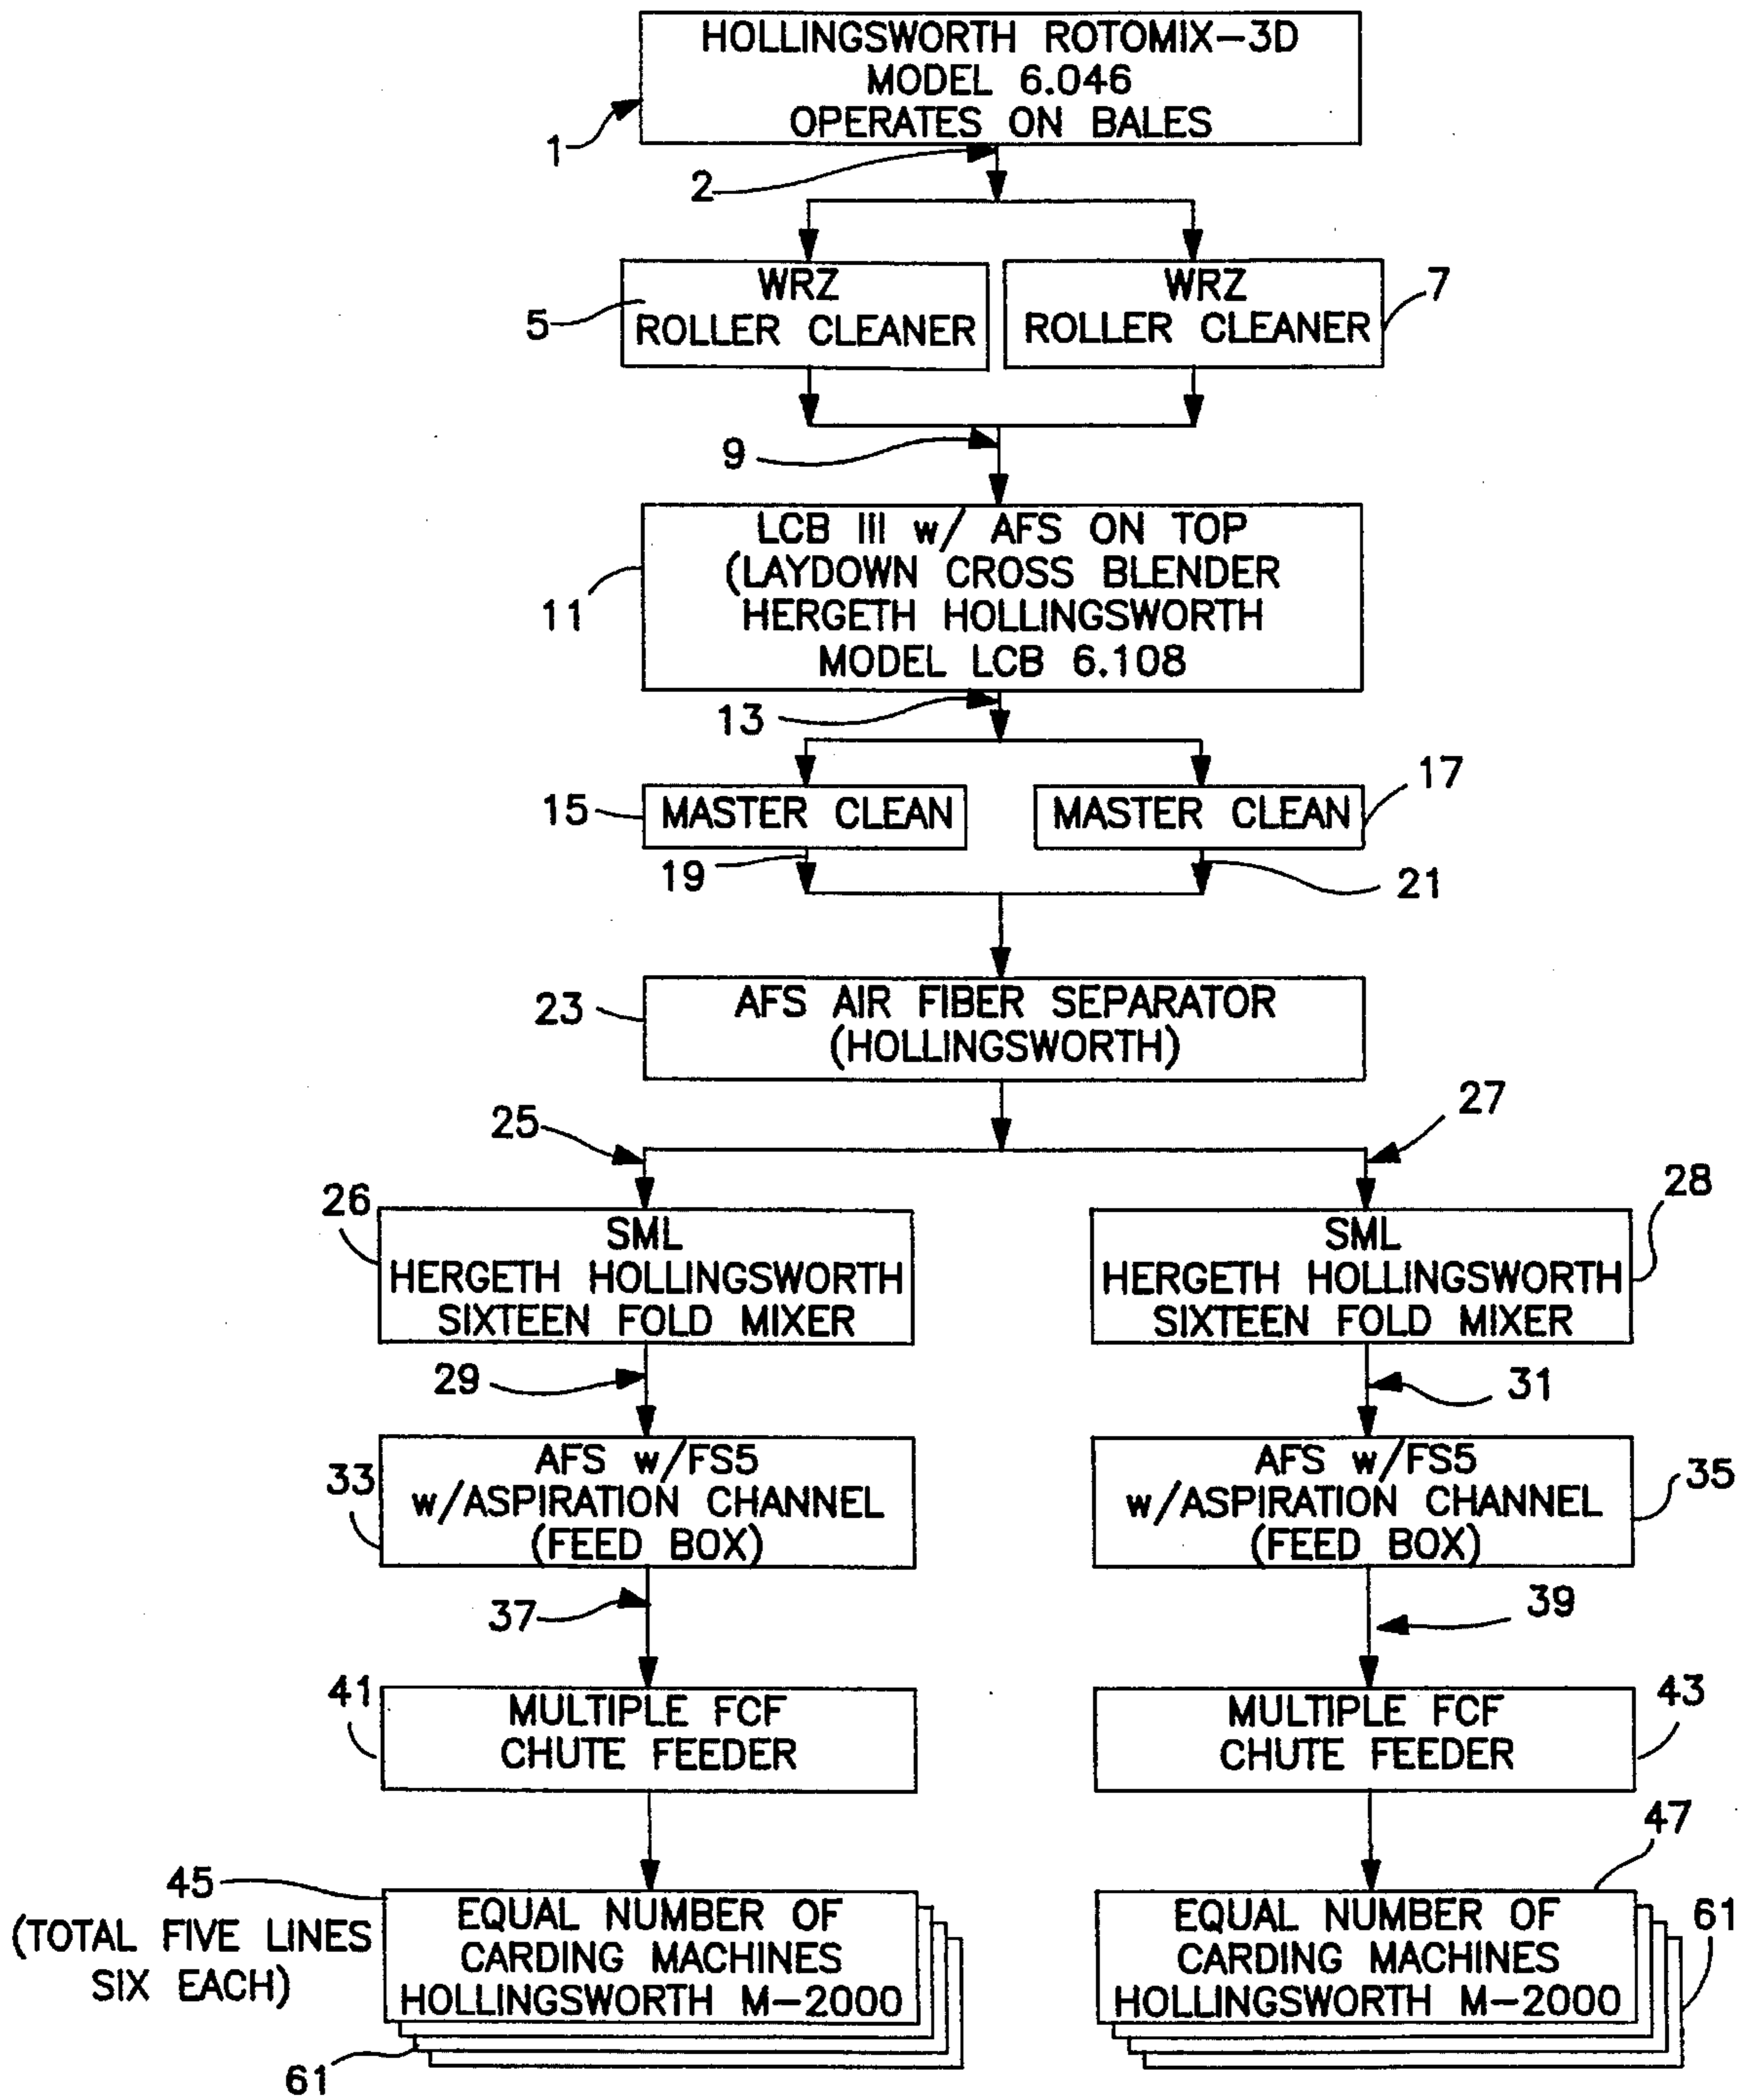 HOLLINGSWORTH ROTOMIX-3D
MODEL 6.046
OPERATES ON BALES
1
2
WRZ
ROLLER CLEANER
5
WRZ
ROLLER CLEANER
7
9
LCB III w/ AFS ON TOP
(LAYDOWN CROSS BLENDER
HERGETH HOLLINGSWORTH
MODEL LCB 6.108
11
13
15
MASTER CLEAN
MASTER CLEAN
17
19
21
23
AFS AIR FIBER SEPARATOR
(HOLLINGSWORTH)
25
27
26
SML
HERGETH HOLLINGSWORTH
SIXTEEN FOLD MIXER
28
SML
HERGETH HOLLINGSWORTH
SIXTEEN FOLD MIXER
29
31
33
AFS w/FS5
w/ASPIRATION CHANNEL
(FEED BOX)
AFS w/FS5
w/ASPIRATION CHANNEL
(FEED BOX)
35
37
39
41
MULTIPLE FCF
CHUTE FEEDER
MULTIPLE FCF
CHUTE FEEDER
43
45
(TOTAL FIVE LINES
SIX EACH)
EQUAL NUMBER OF
CARDING MACHINES
HOLLINGSWORTH M-2000
61
47
EQUAL NUMBER OF
CARDING MACHINES
HOLLINGSWORTH M-2000
61